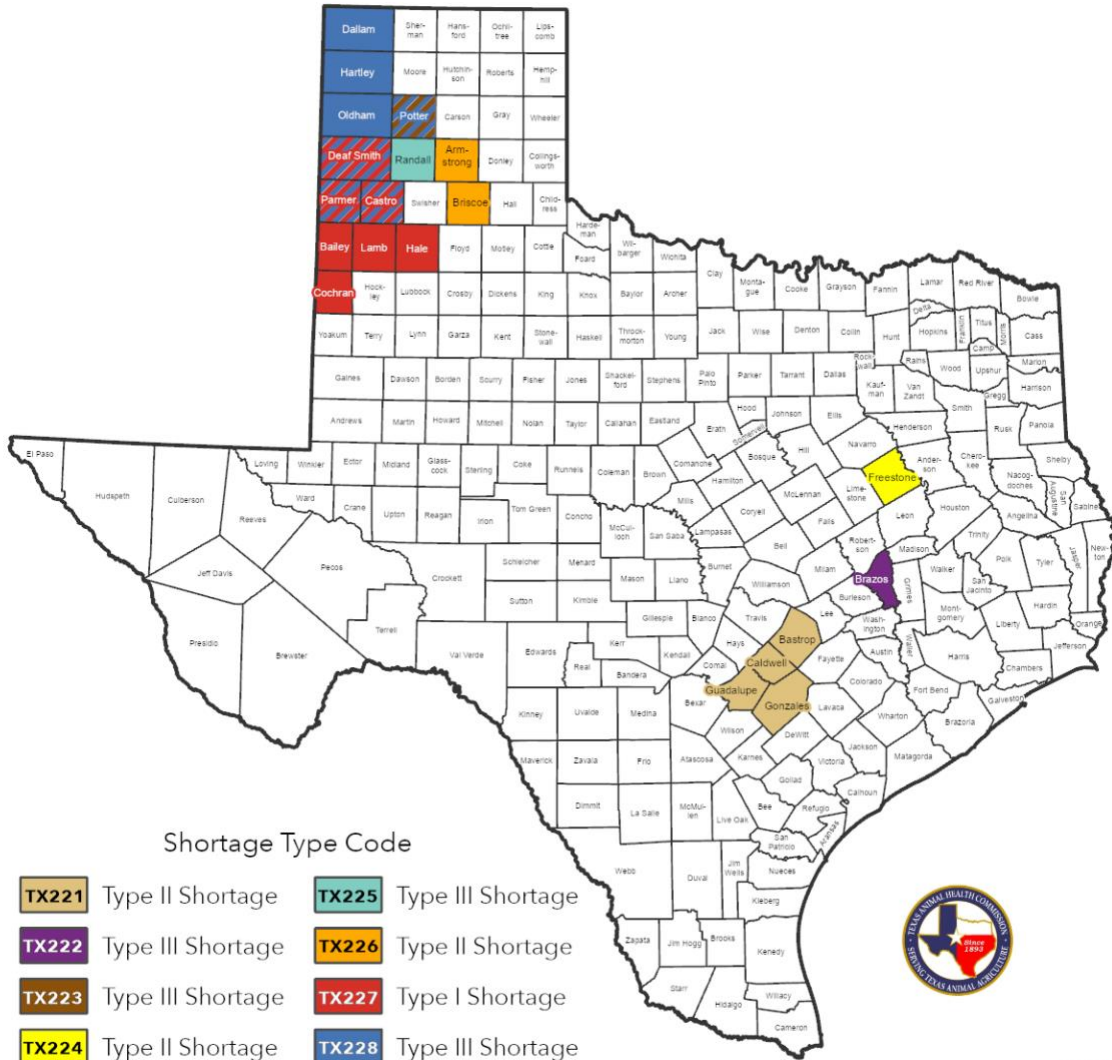 Dallam
Sher-
man
Hans-
ford
Ochil-
tree
Lips-
comb
Hartley
Moore
Hutchin-
son
Roberts
Hemp-
hill
Oldham
Potter
Carson
Gray
Wheeler
Deaf Smith
Randall
Arm-
strong
Donley
Collings-
worth
Parmer
Castro
Swisher
Briscoe
Hall
Child-
ress
Harde-
man
Bailey
Lamb
Hale
Floyd
Motley
Cottle
Foard
Wil-
barger
Wichita
Clay
Monta-
gue
Cooke
Grayson
Fannin
Lamar
Red River
Bowie
Cochran
Hock-
ley
Lubbock
Crosby
Dickens
King
Knox
Baylor
Archer
Delta
Hopkins
Franklin
Titus
Morris
Cass
Camp
Yoakum
Terry
Lynn
Garza
Kent
Stone-
wall
Haskell
Throck-
morton
Young
Jack
Wise
Denton
Collin
Hunt
Rock-
wall
Rains
Wood
Upshur
Marion
Harrison
Gregg
Gaines
Dawson
Borden
Scurry
Fisher
Jones
Shackel-
ford
Stephens
Palo
Pinto
Parker
Tarrant
Dallas
Kauf-
man
Van
Zandt
Smith
Rusk
Panola
Andrews
Martin
Howard
Mitchell
Nolan
Taylor
Callahan
Eastland
Erath
Hood
Somervell
Johnson
Ellis
Henderson
Navarro
Hill
Bosque
Ander-
son
Chero-
kee
Shelby
El Paso
Hudspeth
Culberson
Loving
Winkler
Ector
Midland
Glass-
cock
Sterling
Coke
Runnels
Coleman
Brown
Comanche
Hamilton
Freestone
Lime-
stone
McLennan
Nacog-
doches
San
Augustine
Sabine
Reeves
Ward
Crane
Upton
Reagan
Irion
Tom Green
Concho
McCul-
loch
San Saba
Mills
Lampasas
Coryell
Falls
Leon
Houston
Angelina
Jeff Davis
Pecos
Crockett
Schleicher
Menard
Mason
Llano
Burnet
Bell
Robert-
son
Madison
Trinity
Polk
Tyler
Jasper
New-
ton
Milam
Brazos
Grimes
Walker
San
Jacinto
Williamson
Burleson
Presidio
Brewster
Terrell
Val Verde
Sutton
Kimble
Gillespie
Blanco
Travis
Lee
Wash-
ington
Mont-
gomery
Liberty
Hardin
Orange
Edwards
Real
Kerr
Bandera
Kendall
Hays
Comal
Bastrop
Caldwell
Fayette
Austin
Waller
Harris
Chambers
Jefferson
Kinney
Uvalde
Medina
Bexar
Guadalupe
Gonzales
Lavaca
Colorado
Fort Bend
Galveston
Wharton
Brazoria
Wilson
DeWitt
Jackson
Matagorda
Maverick
Zavala
Frio
Atascosa
Karnes
Goliad
Victoria
Calhoun
Dimmit
La Salle
McMul-
len
Live Oak
Bee
Refugio
Aransas
San
Patricio
Webb
Duval
Jim
Wells
Nueces
Kleberg
Zapata
Jim Hogg
Brooks
Kenedy
Starr
Hidalgo
Willacy
Cameron
Shortage Type Code
TX221 Type II Shortage
TX222 Type III Shortage
TX223 Type III Shortage
TX224 Type II Shortage
TX225 Type III Shortage
TX226 Type II Shortage
TX227 Type I Shortage
TX228 Type III Shortage
TEXAS ANIMAL HEALTH COMMISSION
Since
1893
SERVING TEXAS ANIMAL AGRICULTURE